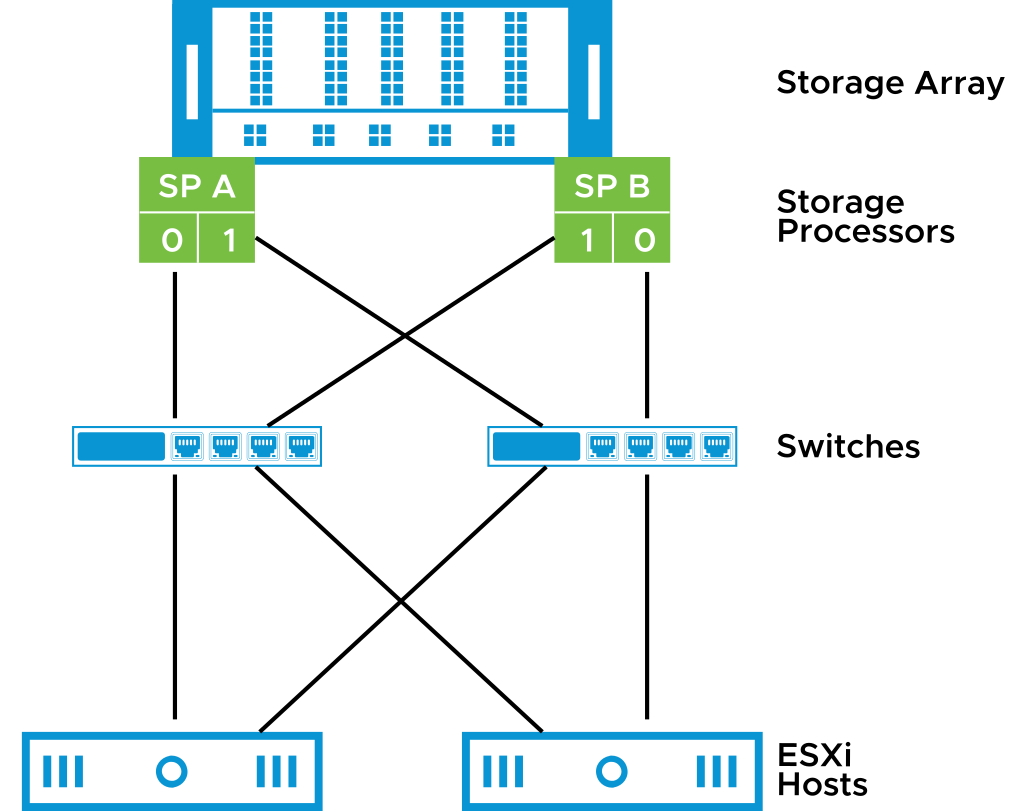 Storage Array
SP A
SP B
0 1
1 0
Storage
Processors
Switches
ESXi
Hosts